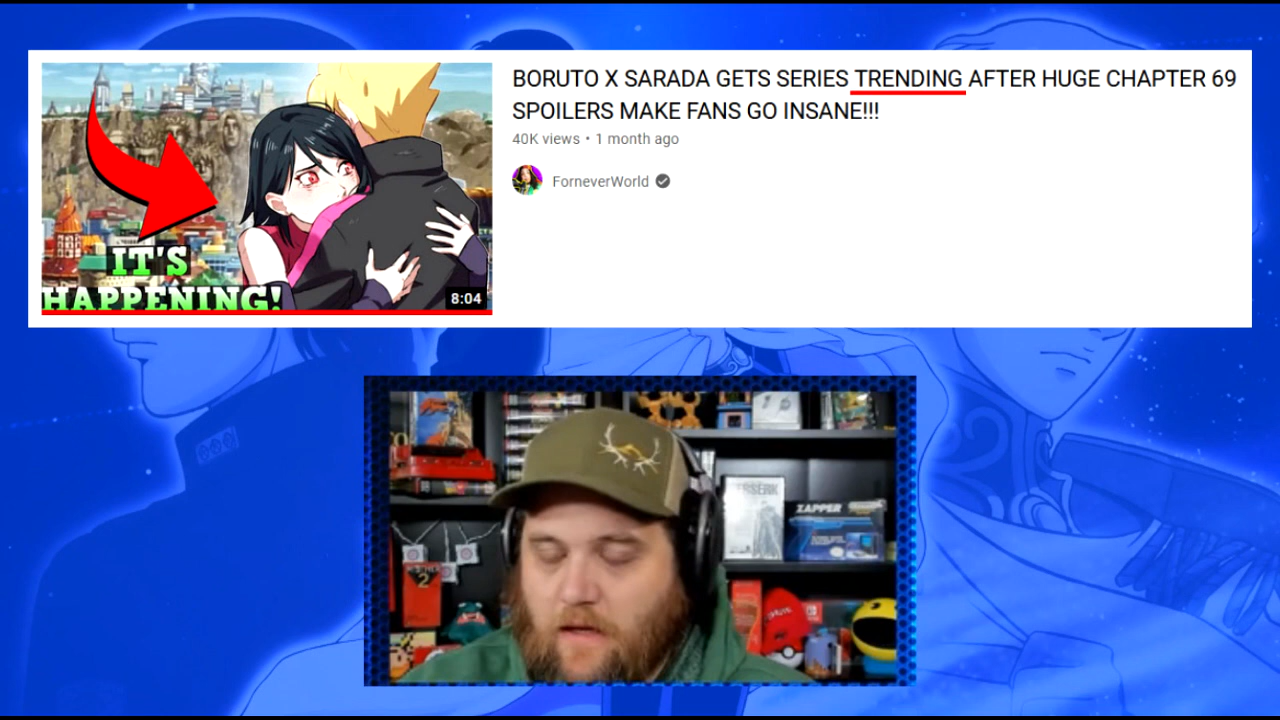 BORUTO X SARADA GETS SERIES TRENDING AFTER HUGE CHAPTER 69
SPOILERS MAKE FANS GO INSANE!!!
40K views • 1 month ago
ForneverWorld
IT'S
HAPPENING!
8:04
ZAPPER
2